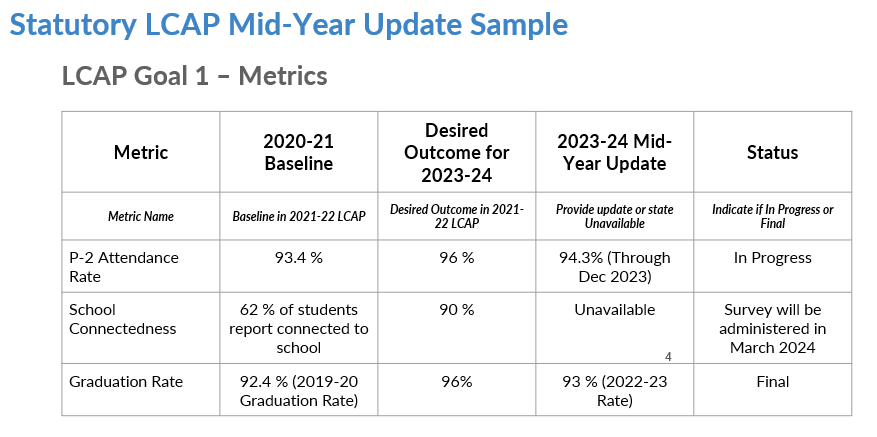 Statutory LCAP Mid-Year Update Sample
LCAP Goal 1 – Metrics
Metric
2020-21
Baseline
Desired
Outcome for
2023-24
2023-24 Mid-
Year Update
Status
Metric Name
Baseline in 2021-22 LCAP
Desired Outcome in 2021-
22 LCAP
Provide update or state
Unavailable
Indicate if In Progress or
Final
P-2 Attendance
Rate
93.4 %
96 %
94.3% (Through
Dec 2023)
In Progress
School
Connectedness
62 % of students
report connected to
school
90 %
Unavailable
Survey will be
administered in
March 2024
4
Graduation Rate
92.4 % (2019-20
Graduation Rate)
96%
93 % (2022-23
Rate)
Final